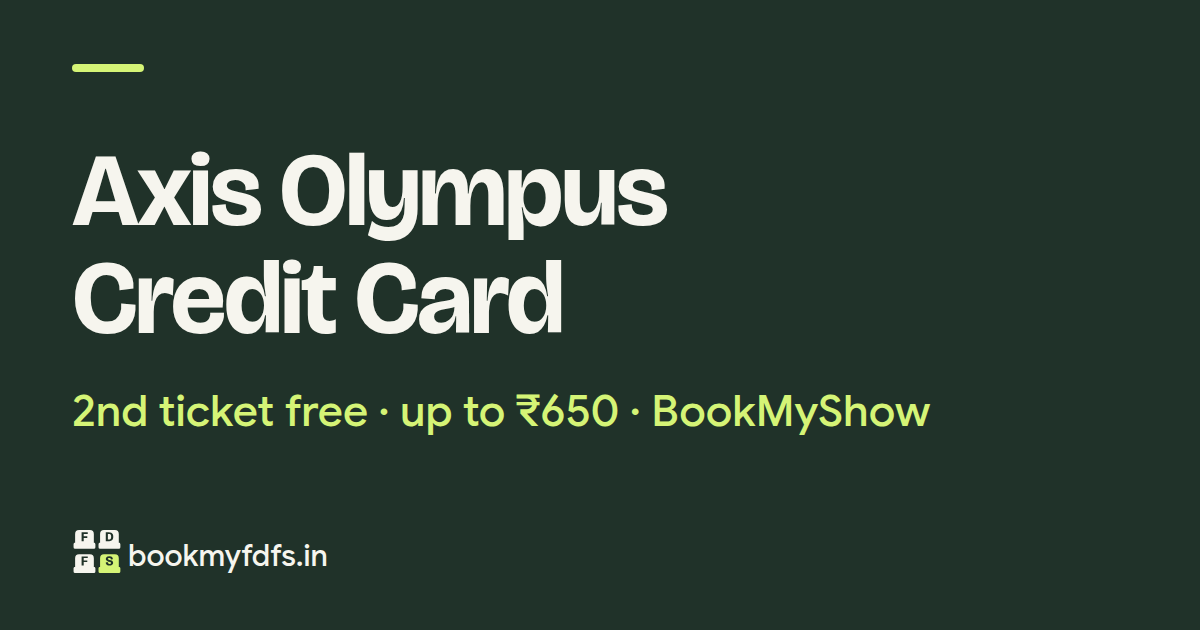 Axis Olympus
Credit Card
2nd ticket free · up to ₹650 · BookMyShow
F D
F S
bookmyfdfs.in